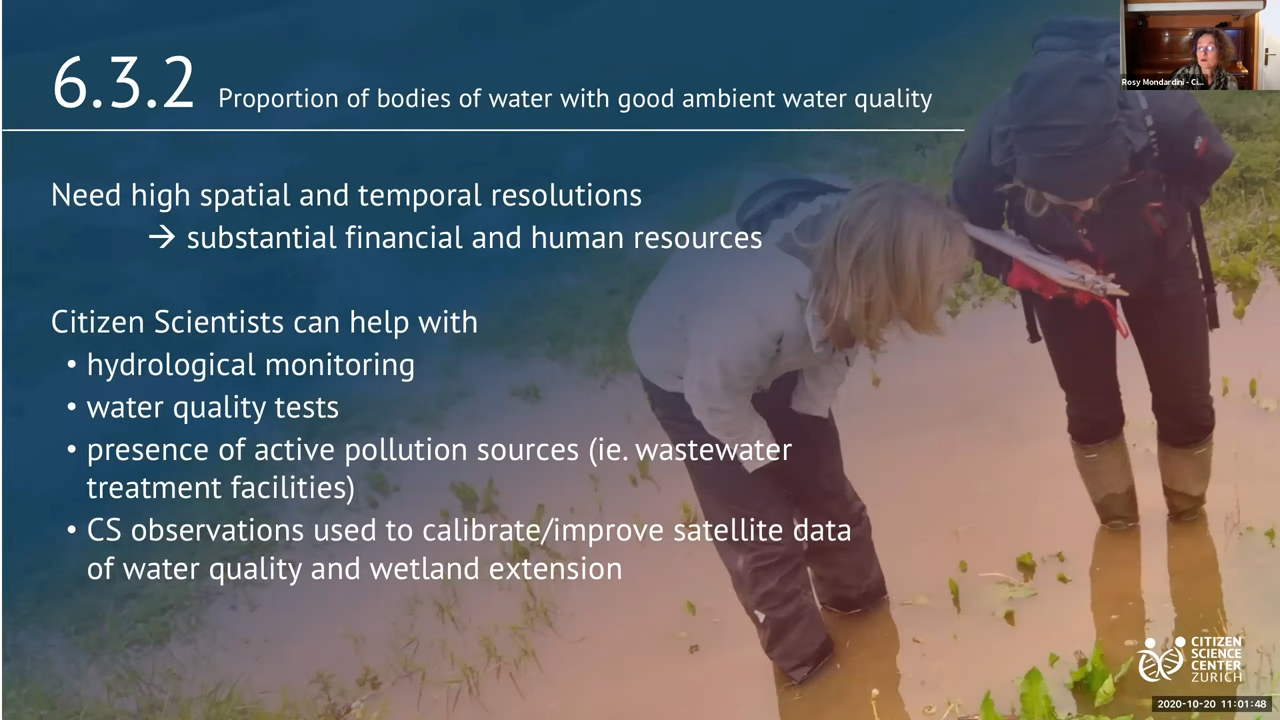 Rosy Mondardini - Ci...
6.3.2 Proportion of bodies of water with good ambient water quality
Need high spatial and temporal resolutions
→ substantial financial and human resources
Citizen Scientists can help with
• hydrological monitoring
• water quality tests
• presence of active pollution sources (ie. wastewater
treatment facilities)
• CS observations used to calibrate/improve satellite data
of water quality and wetland extension
CITIZEN
SCIENCE
CENTER
ZURICH
2020-10-20 11:01:48